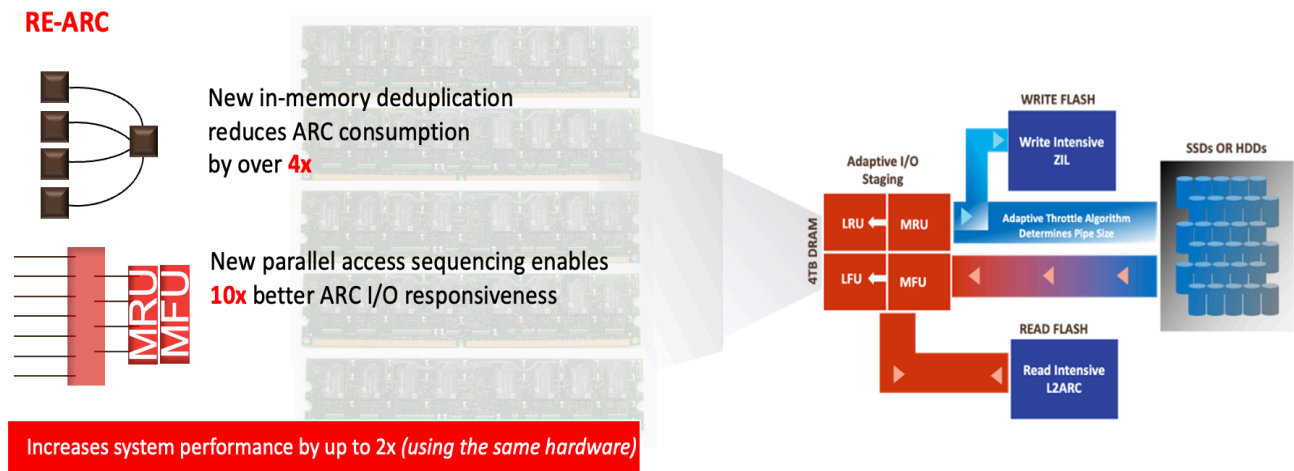 RE-ARC
New in-memory deduplication
reduces ARC consumption
by over 4x
MRU
MFU
New parallel access sequencing enables
10x better ARC I/O responsiveness
Increases system performance by up to 2x (using the same hardware)
Adaptive I/O
Staging
4TB DRAM
LRU
MRU
LFU
MFU
WRITE FLASH
Write Intensive
ZIL
Adaptive Throttle Algorithm
Determines Pipe Size
SSDs OR HDDs
READ FLASH
Read Intensive
L2ARC